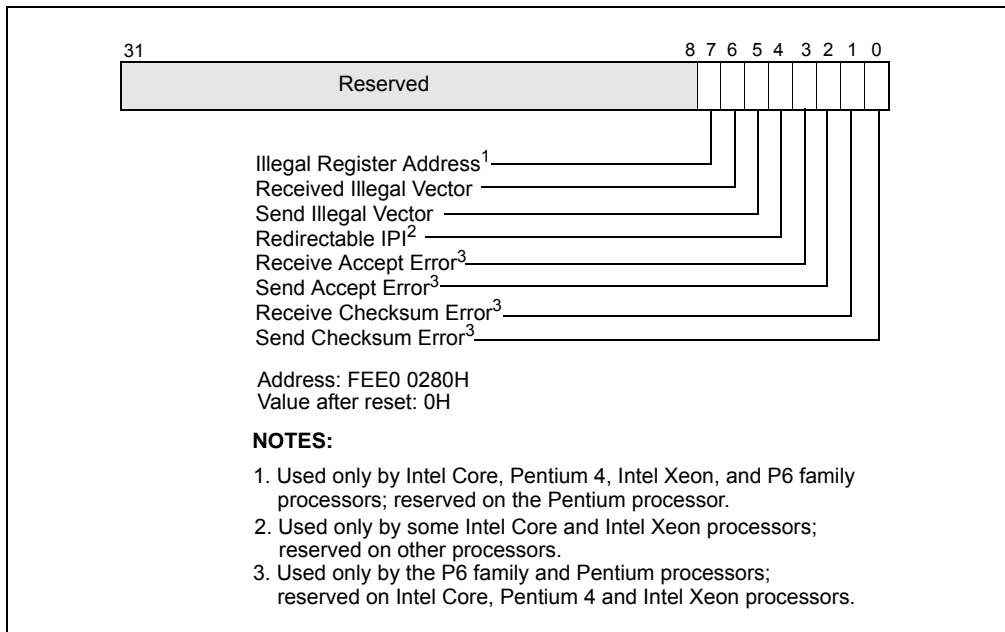 31 8 7 6 5 4 3 2 1 0
Reserved
Illegal Register Address1
Received Illegal Vector
Send Illegal Vector
Redirectable IPI2
Receive Accept Error3
Send Accept Error3
Receive Checksum Error3
Send Checksum Error3
Address: FEE0 0280H
Value after reset: 0H
NOTES:
1. Used only by Intel Core, Pentium 4, Intel Xeon, and P6 family
processors; reserved on the Pentium processor.
2. Used only by some Intel Core and Intel Xeon processors;
reserved on other processors.
3. Used only by the P6 family and Pentium processors;
reserved on Intel Core, Pentium 4 and Intel Xeon processors.